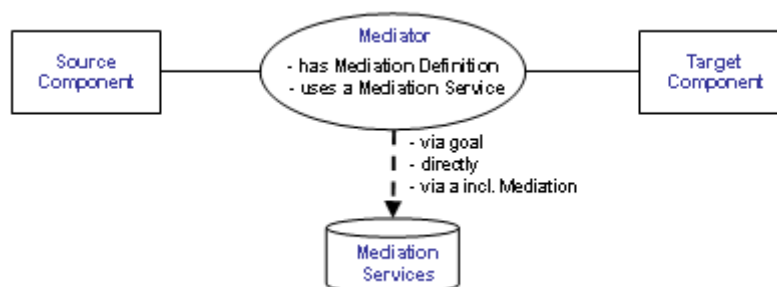 Mediator
Source
Component
- has Mediation Definition
- uses a Mediation Service
Target
Component
- via goal
- directly
- via a incl. Mediation
Mediation
Services